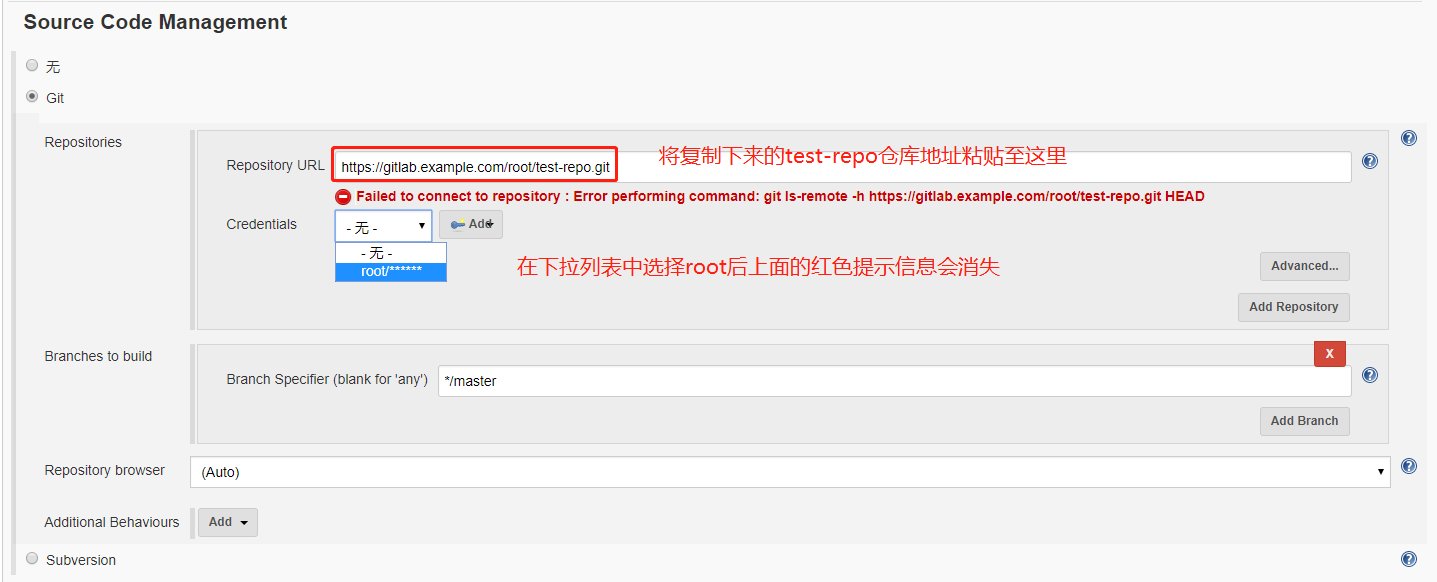 Source Code Management
无
Git
Repositories
Repository URL
https://gitlab.example.com/root/test-repo.git
将复制下来的test-repo仓库地址粘贴至这里
Failed to connect to repository : Error performing command: git ls-remote -h https://gitlab.example.com/root/test-repo.git HEAD
Credentials
- 无 -
Add
- 无 -
root/******
在下拉列表中选择root后上面的红色提示信息会消失
Advanced...
Add Repository
Branches to build
X
Branch Specifier (blank for 'any')
*/master
Add Branch
Repository browser
(Auto)
Additional Behaviours
Add
Subversion